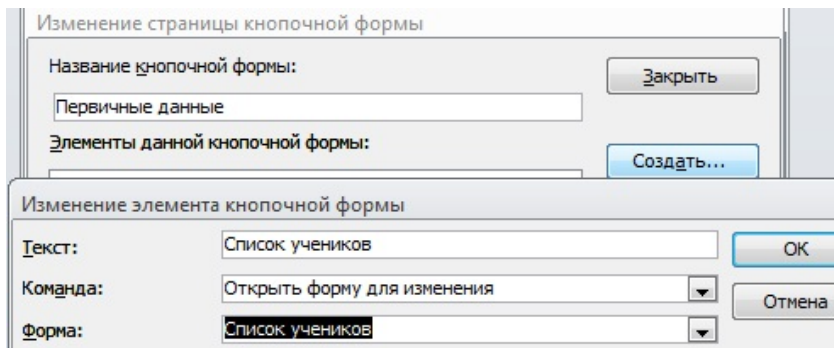 Изменение страницы кнопочной формы
Название кнопочной формы:
Закрыть
Первичные данные
Элементы данной кнопочной формы:
Создать...
Изменение элемента кнопочной формы
Текст: Список учеников OK
Команда: Открыть форму для изменения
Отмена
Форма: Список учеников